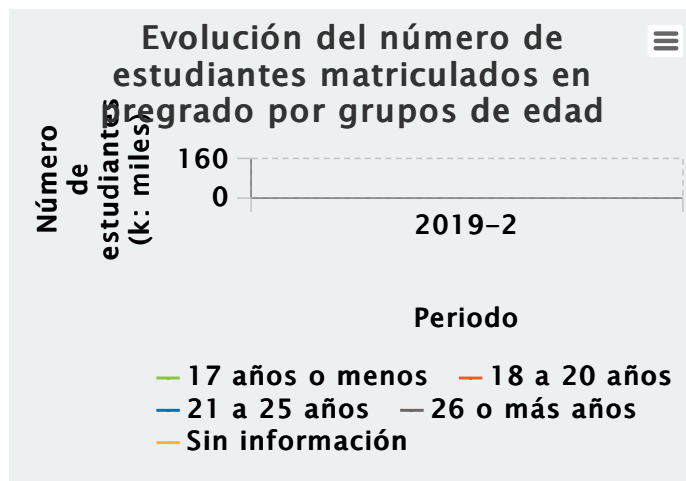 Evolución del número de
estudiantes matriculados en
pregrado por grupos de edad
Número
de
estudiantes
(k: miles)
160
0
2019-2
Periodo
17 años o menos
18 a 20 años
21 a 25 años
26 o más años
Sin información